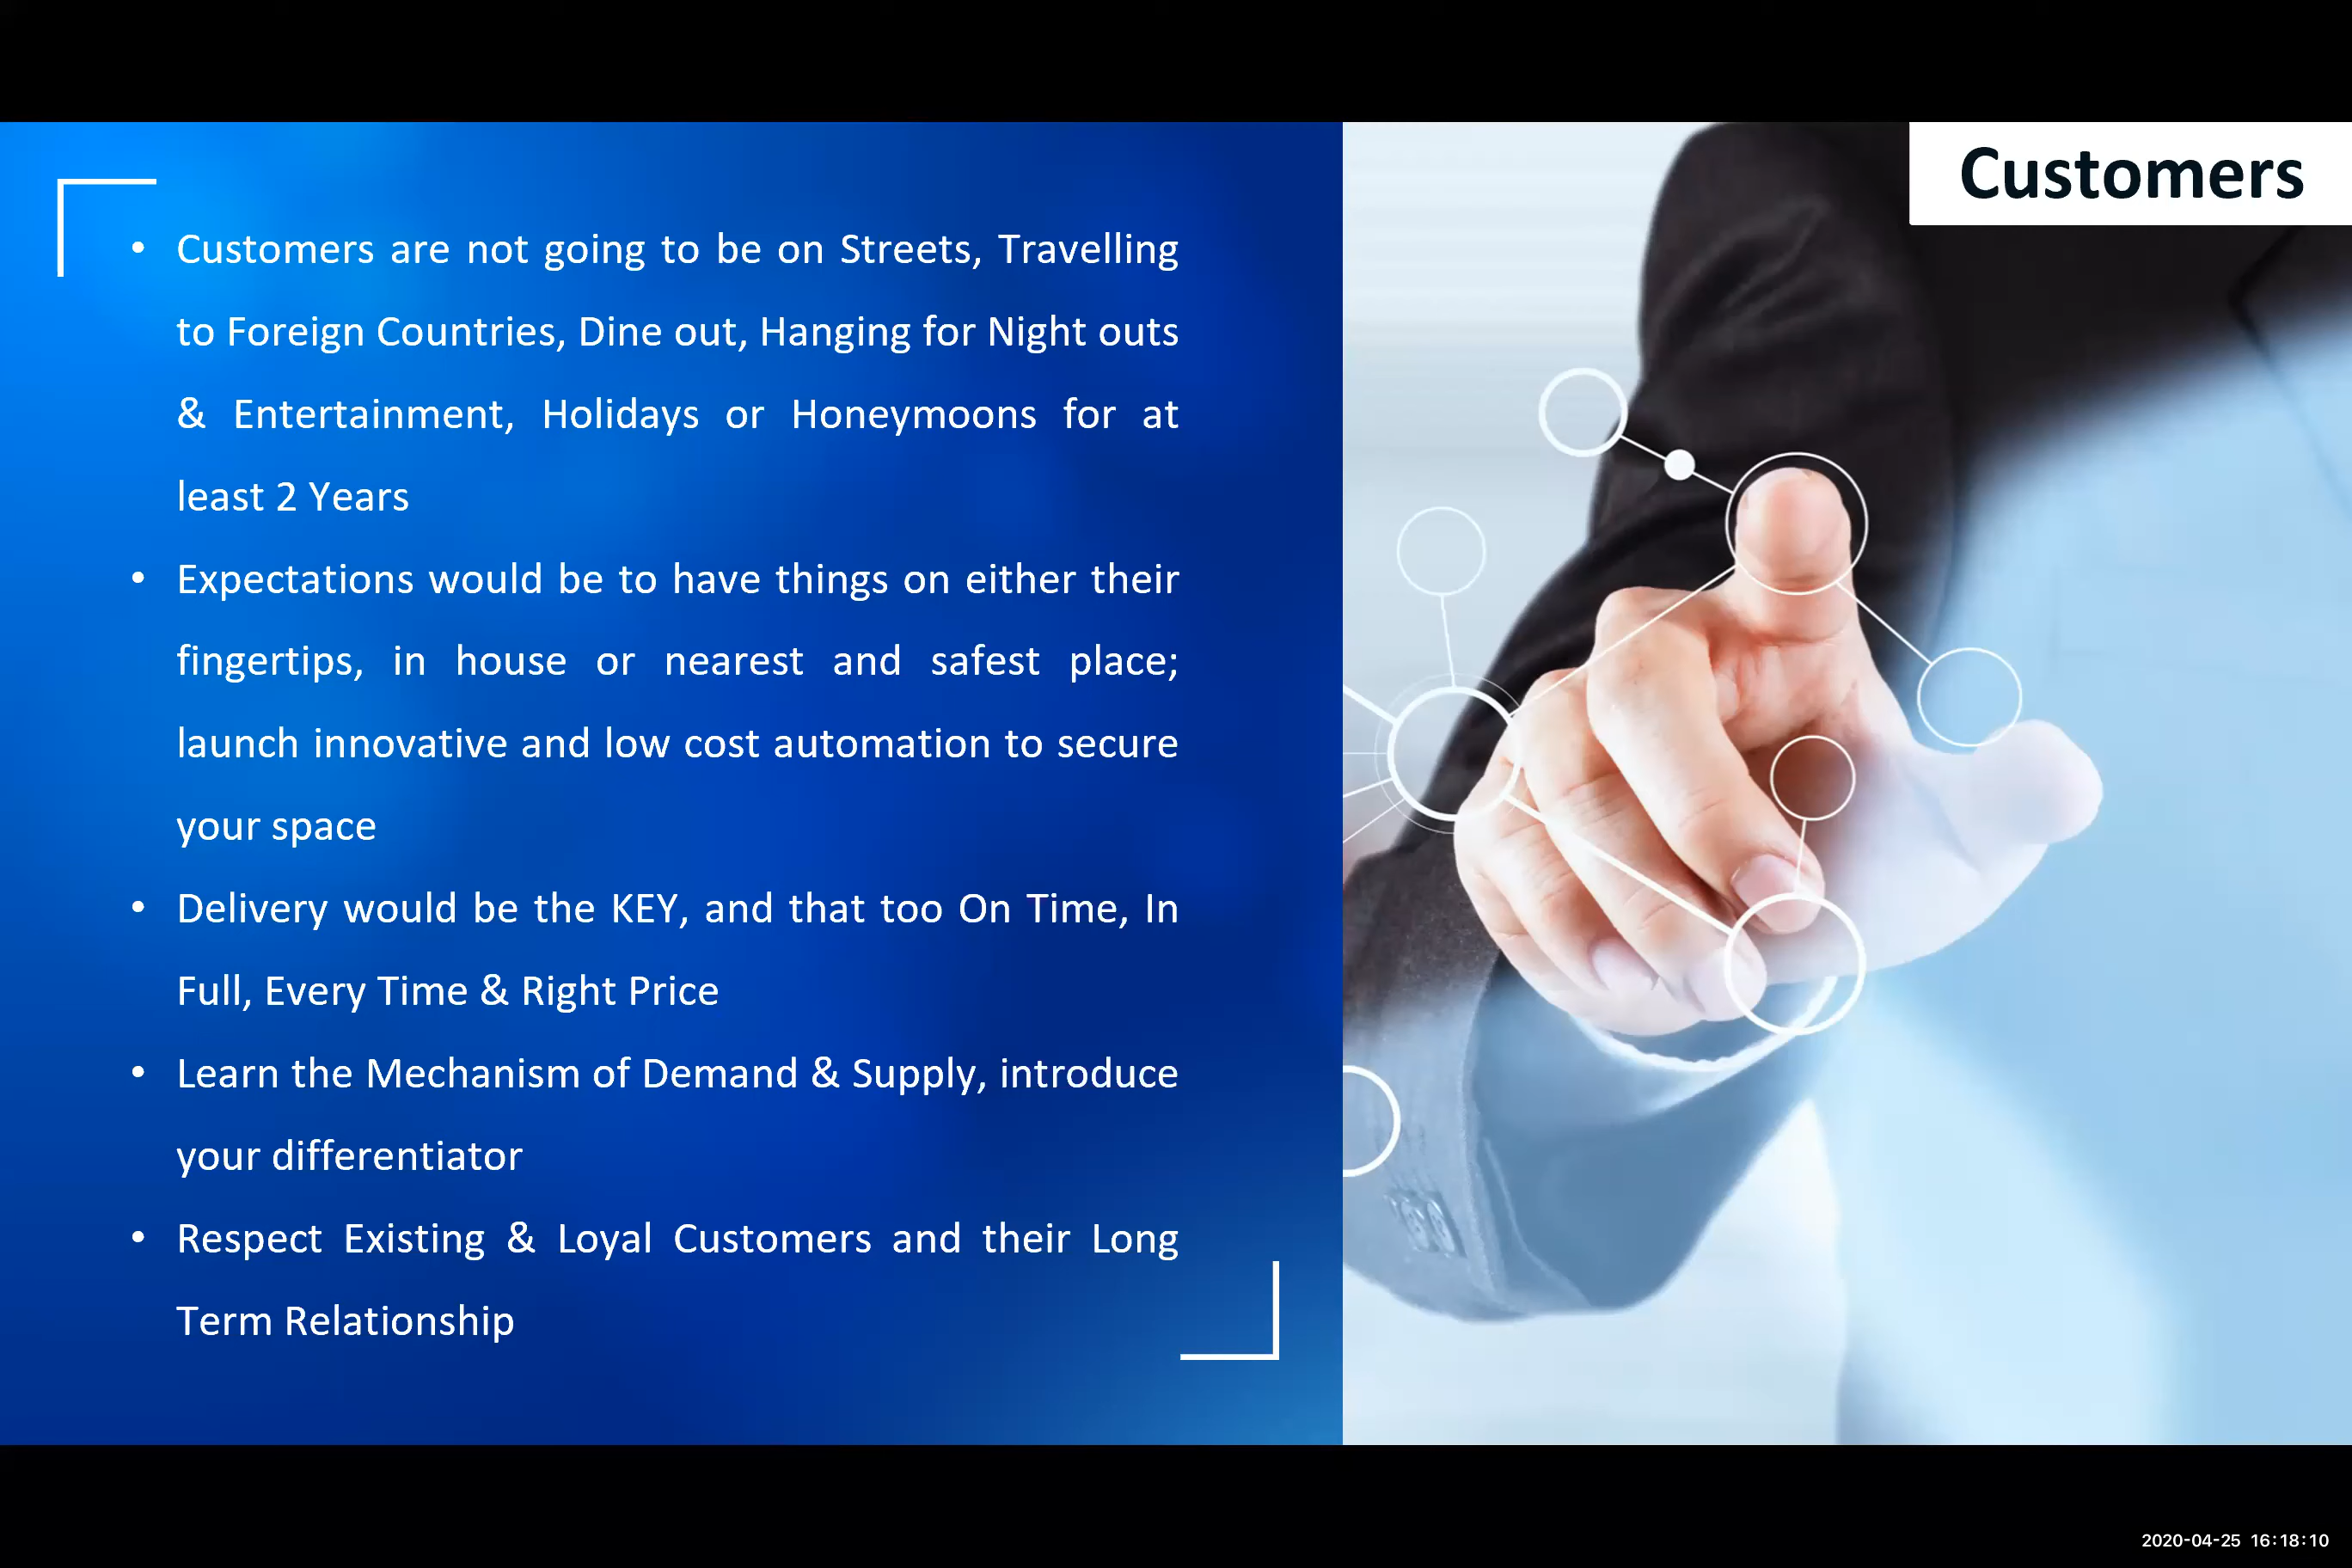 Customers
• Customers are not going to be on Streets, Travelling
to Foreign Countries, Dine out, Hanging for Night outs
& Entertainment, Holidays or Honeymoons for at
least 2 Years
• Expectations would be to have things on either their
fingertips, in house or nearest and safest place;
launch innovative and low cost automation to secure
your space
• Delivery would be the KEY, and that too On Time, In
Full, Every Time & Right Price
• Learn the Mechanism of Demand & Supply, introduce
your differentiator
• Respect Existing & Loyal Customers and their Long
Term Relationship
2020-04-25 16:18:10